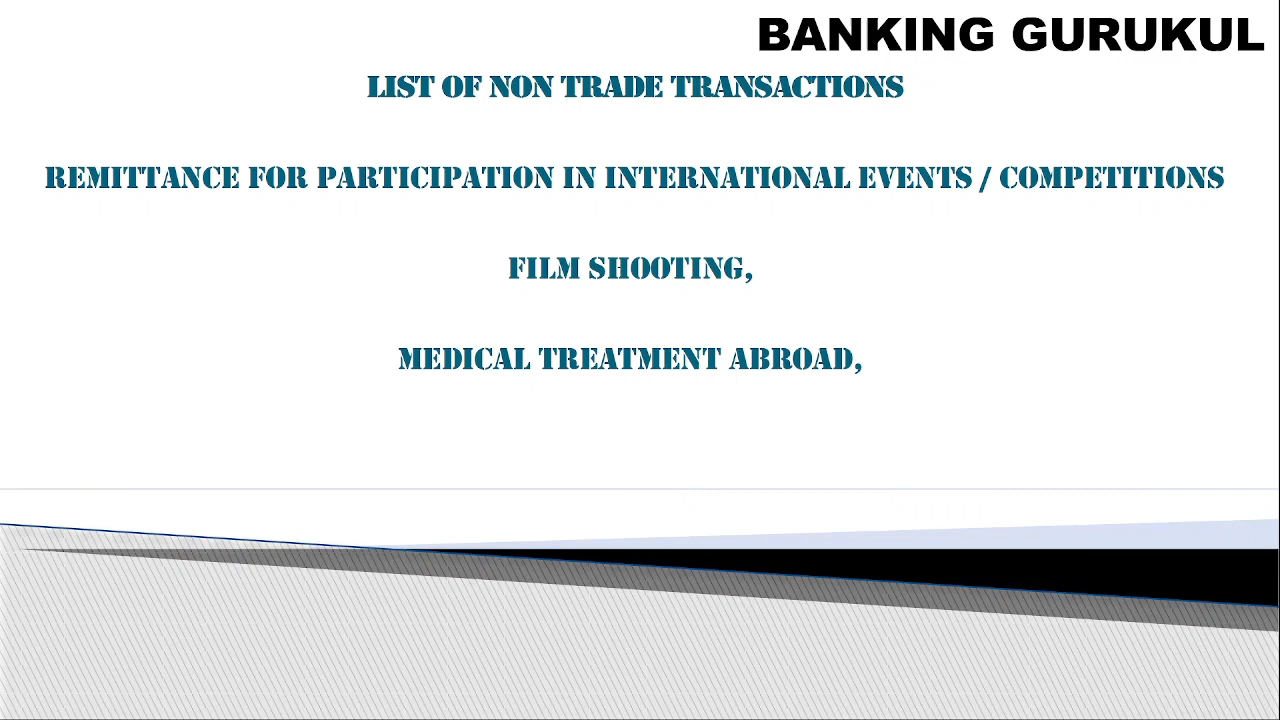 BANKING GURUKUL
LIST OF NON TRADE TRANSACTIONS
REMITTANCE FOR PARTICIPATION IN INTERNATIONAL EVENTS / COMPETITIONS
FILM SHOOTING,
MEDICAL TREATMENT ABROAD,